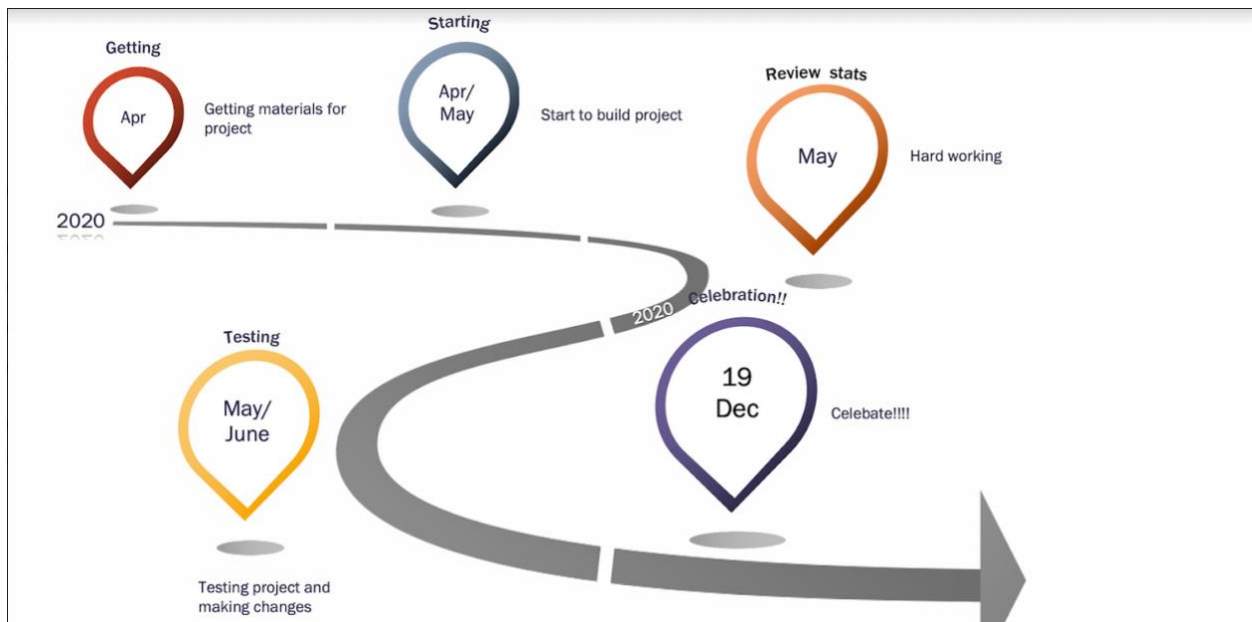 Getting
Apr
Getting materials for
project
Starting
Apr/
May
Start to build project
Review stats
May
Hard working
2020
2020
Celebration!!
19
Dec
Celebate!!!!
Testing
May/
June
Testing project and
making changes